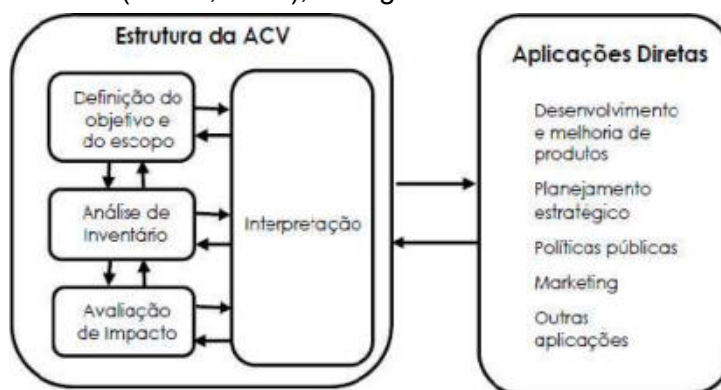 Estrutura da ACV
Definição do
objetivo e
do escopo
Análise de
Inventário
Avaliação
de Impacto
Interpretação
Aplicações Diretas
Desenvolvimento
e melhoria de
produtos
Planejamento
estratégico
Políticas públicas
Marketing
Outras
aplicações